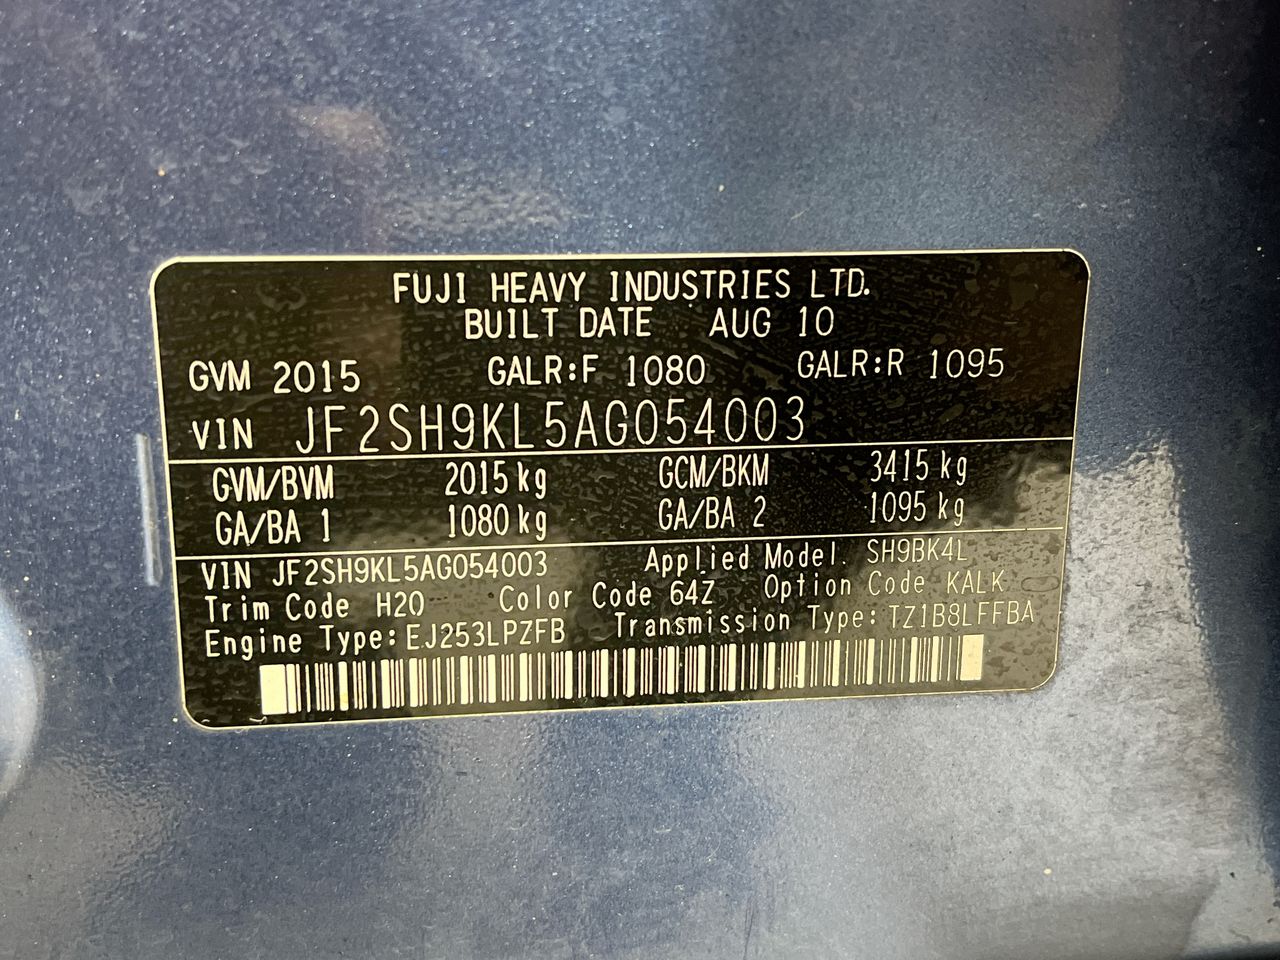 FUJI HEAVY INDUSTRIES LTD.
BUILT DATE AUG 10
GVM 2015 GALR:F 1080 GALR:R 1095
VIN JF2SH9KL5AG054003
GVM/BVM 2015 kg GCM/BKM 3415 kg
GA/BA 1 1080 kg GA/BA 2 1095 kg
VIN JF2SH9KL5AG054003 Applied Model. SH9BK4L
Trim Code H20 Color Code 64Z Option Code KALK
Engine Type: EJ253LPZFB Transmission Type: TZ1B8LFFBA